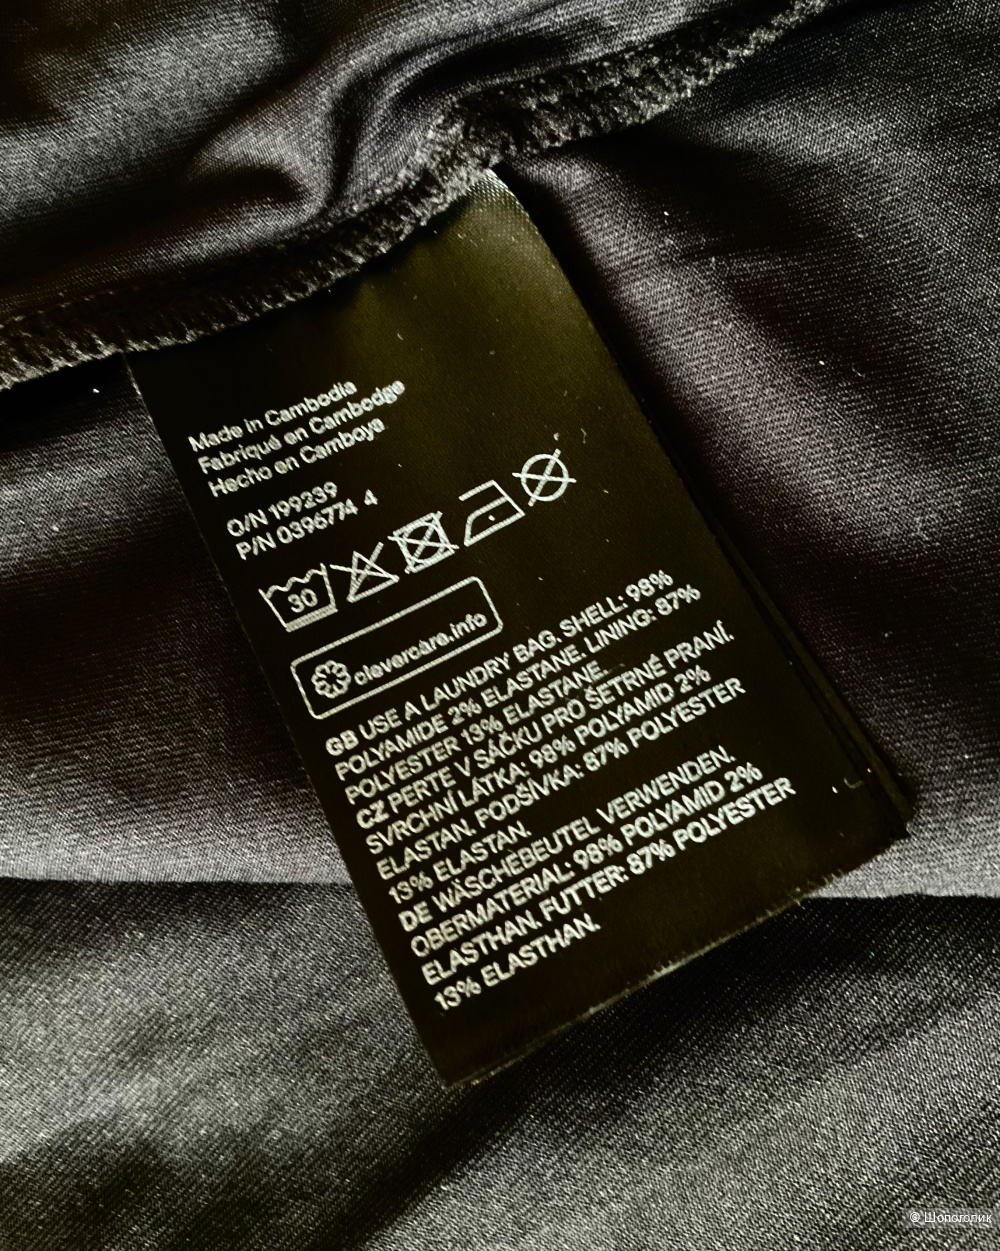 Made in Cambodia
Fabriqué en Cambodge
Hecho en Camboya
O/N 199239
P/N 0396774 4
30
clevercare.info
GB USE A LAUNDRY BAG. SHELL: 98%
POLYAMIDE 2% ELASTANE. LINING: 87%
POLYESTER 13% ELASTANE.
CZ PERTE V SÁČKU PRO ŠETRNÉ PRANÍ.
SVRCHNÍ LÁTKA: 98% POLYAMID 2%
ELASTAN. PODŠÍVKA: 87% POLYESTER
13% ELASTAN.
DE WÄSCHEBEUTEL VERWENDEN.
OBERMATERIAL: 98% POLYAMID 2%
ELASTHAN. FUTTER: 87% POLYESTER
13% ELASTHAN.
© Шопоголик